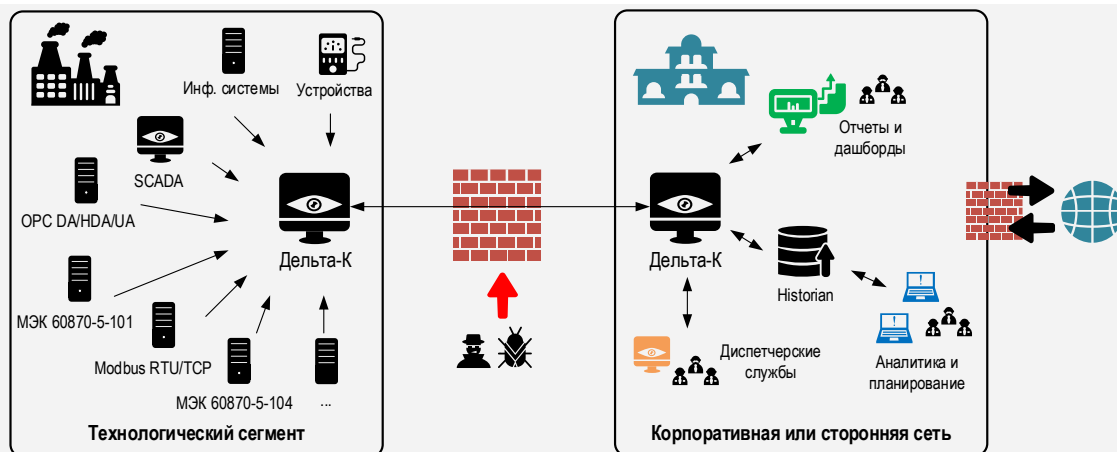 Инф. системы
Устройства
SCADA
OPC DA/HDA/UA
Дельта-К
МЭК 60870-5-101
Modbus RTU/TCP
МЭК 60870-5-104
...
Технологический сегмент
Отчеты и
дашборды
Дельта-К
Historian
Диспетчерские
службы
Аналитика и
планирование
Корпоративная или сторонняя сеть